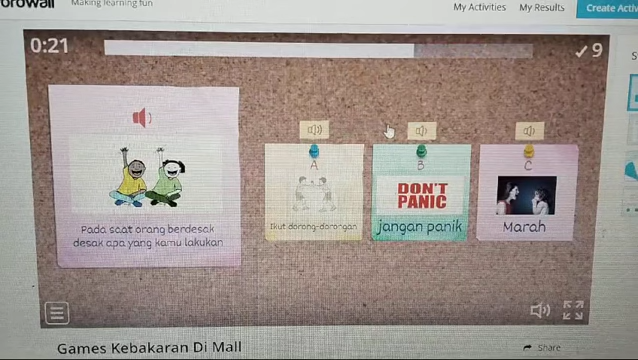 Making learning fun
My Activities
My Results
Create Activ
0:21
✓9
A
B
C
DON'T
PANIC
Pada saat orang berdesak
desak apa yang kamu lakukan
Ikut dorong-dorongan
jangan panik
Marah
Games Kebakaran Di Mall
Share